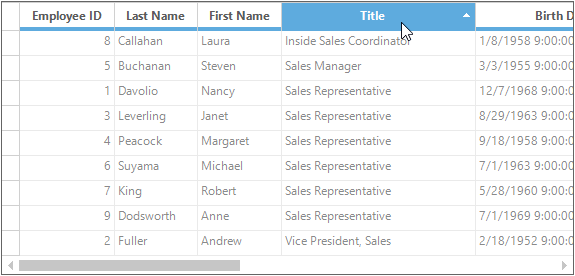 Employee ID Last Name First Name Title Birth D
8 Callahan Laura Inside Sales Coordinator 1/8/1958 9:00:00
5 Buchanan Steven Sales Manager 3/3/1955 9:00:00
1 Davolio Nancy Sales Representative 12/7/1968 9:00:0
3 Leverling Janet Sales Representative 8/29/1963 9:00:0
4 Peacock Margaret Sales Representative 9/18/1958 9:00:0
6 Suyama Michael Sales Representative 7/1/1963 9:00:00
7 King Robert Sales Representative 5/28/1960 9:00:0
9 Dodsworth Anne Sales Representative 7/1/1969 9:00:00
2 Fuller Andrew Vice President, Sales 2/18/1952 9:00:0